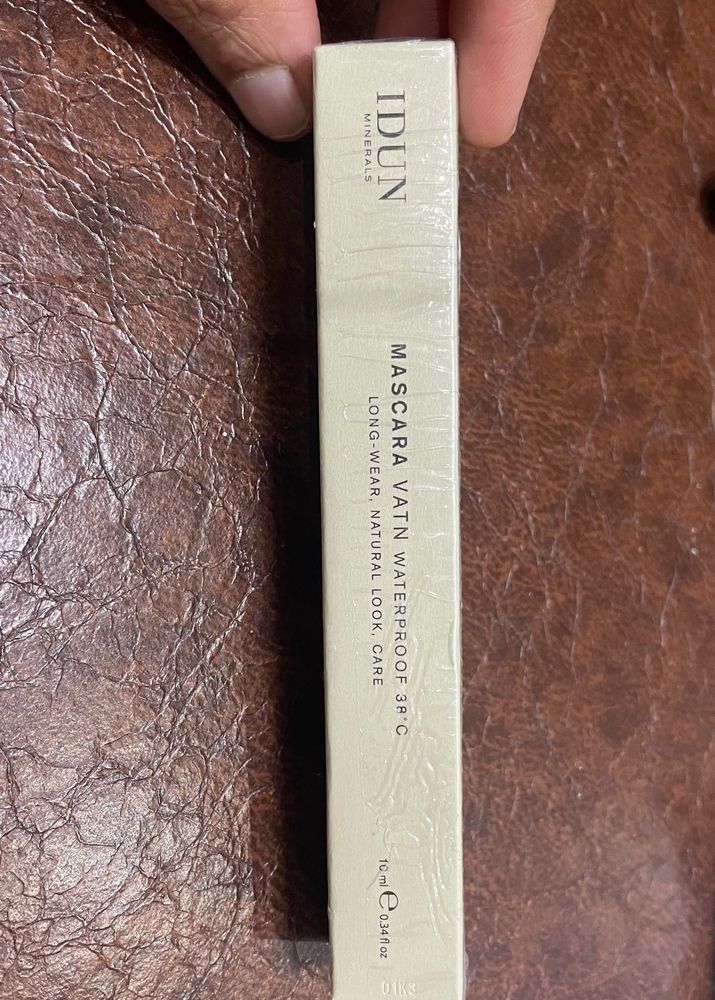 IDUN
MINERALS
MASCARA VATN WATERPROOF 38°C
LONG-WEAR, NATURAL LOOK, CARE
10 ml ℮ 0.34 fl oz